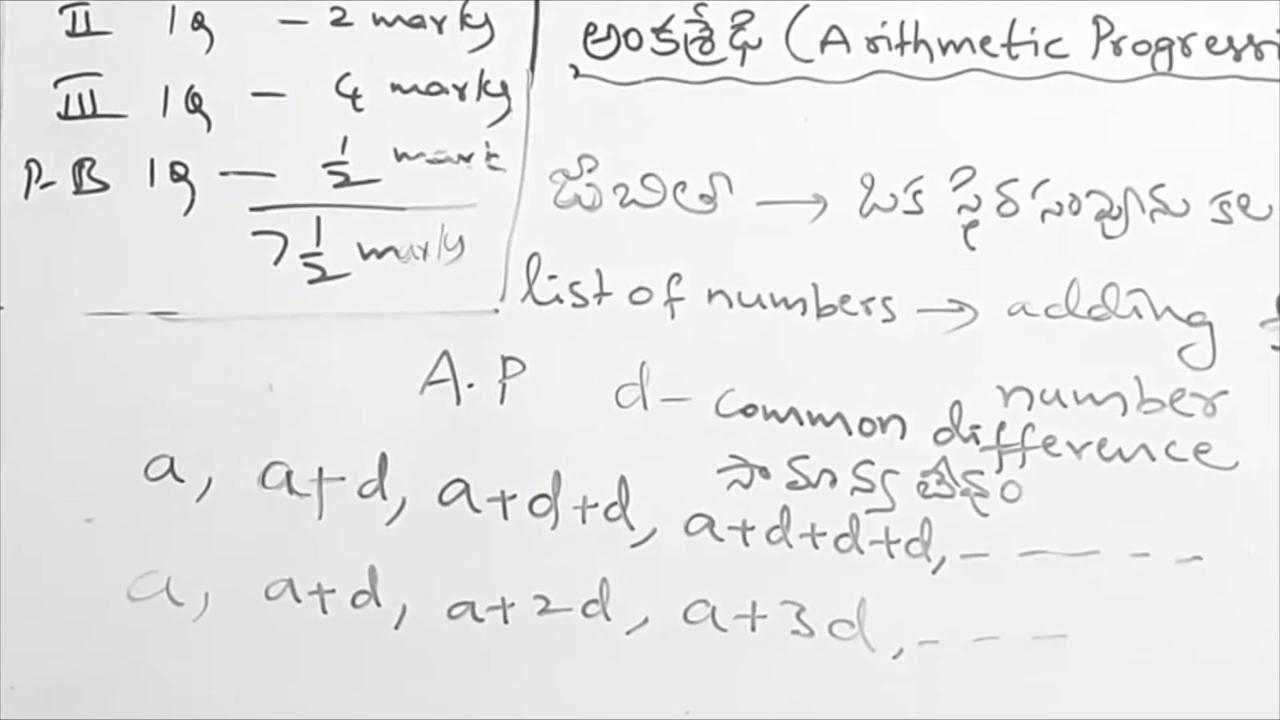 II 1Q - 2 marks
III 1Q - 4 marks
P-B 1Q - 1/2 mark
7 1/2 marks
అంకశ్రేఢి (Arithmetic Progressi
జాబితా → ఒక స్థిర సంఖ్యను కల
list of numbers → adding f
number
A.P d - common difference
సామాన్య భేదం
a, a+d, a+d+d, a+d+d+d, - - - -
a, a+d, a+2d, a+3d, - - -